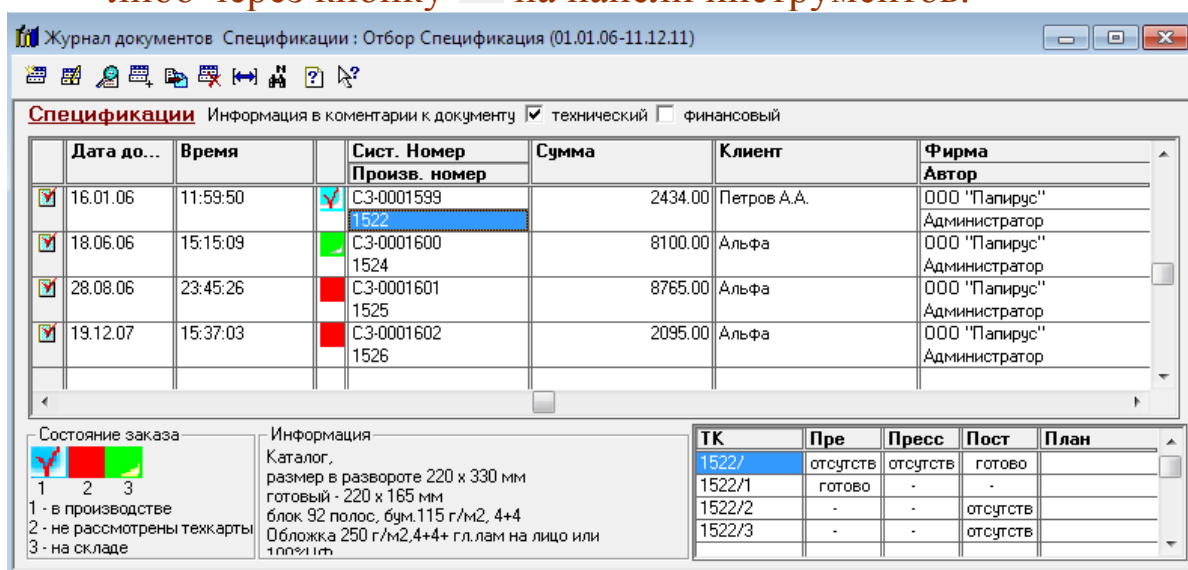 либо через кнопку на панели инструментов.
Журнал документов Спецификации : Отбор Спецификация (01.01.06-11.12.11)
Спецификации Информация в коментарии к документу технический финансовый
Дата до... Время Сист. Номер Сумма Клиент Фирма
Произв. номер Автор
16.01.06 11:59:50 СЗ-0001599 2434.00 Петров А.А. ООО "Папирус"
1522 Администратор
18.06.06 15:15:09 СЗ-0001600 8100.00 Альфа ООО "Папирус"
1524 Администратор
28.08.06 23:45:26 СЗ-0001601 8765.00 Альфа ООО "Папирус"
1525 Администратор
19.12.07 15:37:03 СЗ-0001602 2095.00 Альфа ООО "Папирус"
1526 Администратор
Состояние заказа
1 2 3
1 - в производстве
2 - не рассмотрены техкарты
3 - на складе
Информация
Каталог,
размер в развороте 220 х 330 мм
готовый - 220 х 165 мм
блок 92 полос, бум.115 г/м2, 4+4
Обложка 250 г/м2,4+4+ гл.лам на лицо или
ТК Пре Пресс Пост План
1522/ отсутств отсутств готово
1522/1 готово - -
1522/2 - - отсутств
1522/3 - - отсутств